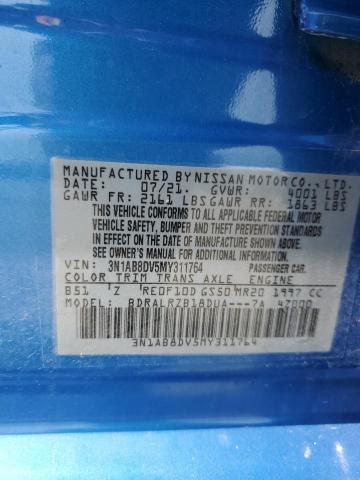 MANUFACTURED BY NISSAN MOTOR CO., LTD.
DATE: 07/21. GVWR: 4001 LBS
GAWR FR: 2161 LBS GAWR RR: 1863 LBS
THIS VEHICLE CONFORMS TO ALL APPLICABLE FEDERAL MOTOR
VEHICLE SAFETY, BUMPER AND THEFT PREVENTION STANDARDS
IN EFFECT ON THE DATE OF MANUFACTURE SHOWN ABOVE.
SEE OWNER'S MANUAL FOR ADDITIONAL INFORMATION.
VIN: 3N1AB8DV5MY311764 PASSENGER CAR.
COLOR TRIM TRANS AXLE ENGINE
B51 Z RE0F10D GS50 MR20 1997 CC
MODEL: BDRALRZB18DUA---7A 47000
3N1AB8DV5MY311764